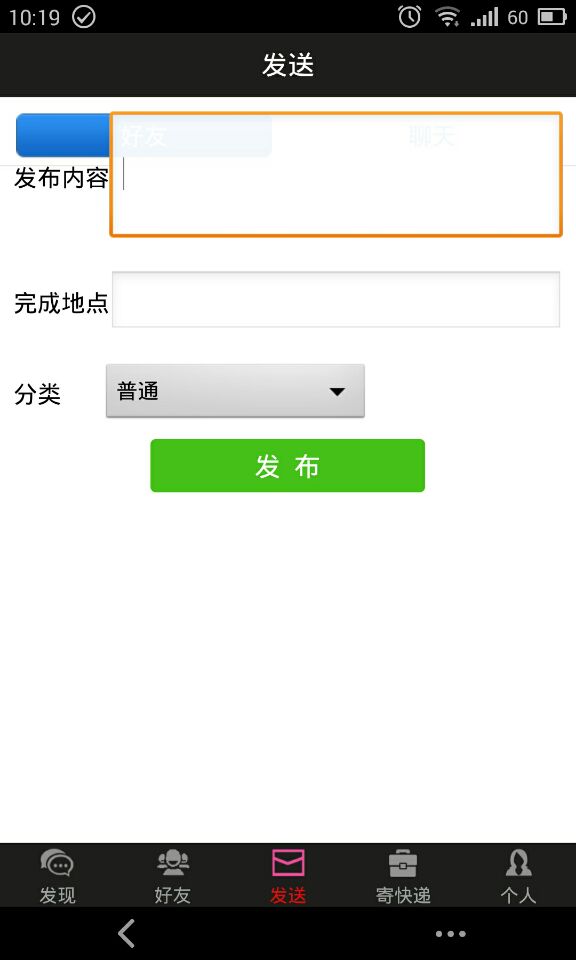 10:19 60
发送
好友 聊天
发布内容
完成地点
分类 普通
发 布
发现 好友 发送 寄快递 个人